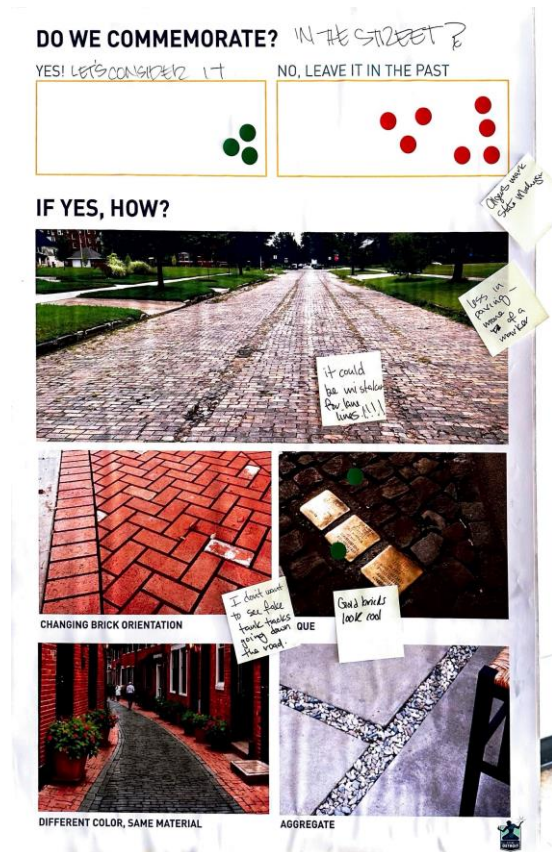 DO WE COMMEMORATE? IN THE STREET?
YES! LET'S CONSIDER IT
NO, LEAVE IT IN THE PAST
IF YES, HOW?
less in
paving –
more
of a
marker
it could
be mistaken
for lane
lines!!!!
CHANGING BRICK ORIENTATION
I don't want
to see fake
tank tracks
going down
the road.
QUE
Gold bricks
look cool
DIFFERENT COLOR, SAME MATERIAL
AGGREGATE
DETROIT